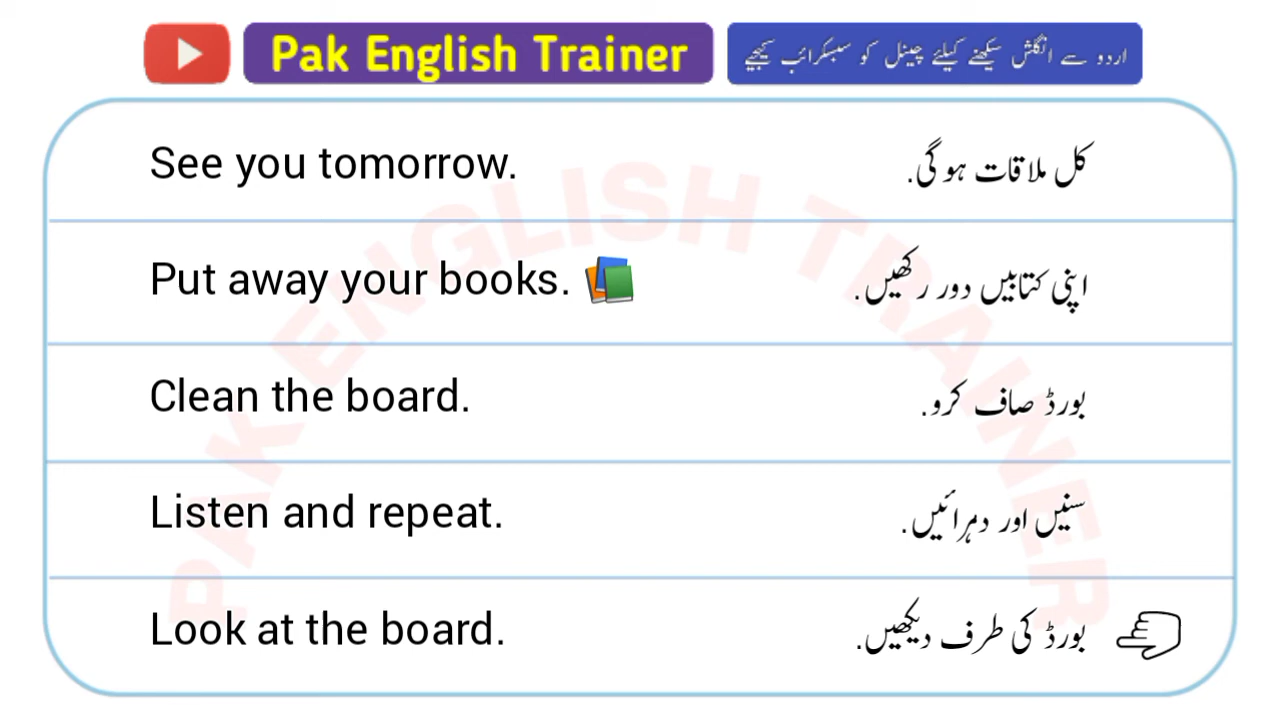 Pak English Trainer اردو سے انگلش سیکھنے کیلئے چینل کو سبسکرائب کیجیے
See you tomorrow. کل ملاقات ہو گی.
Put away your books. اپنی کتابیں دور رکھیں.
Clean the board. بورڈ صاف کرو.
Listen and repeat. سنیں اور دہرائیں.
Look at the board. بورڈ کی طرف دیکھیں.
PAK ENGLISH TRAINER